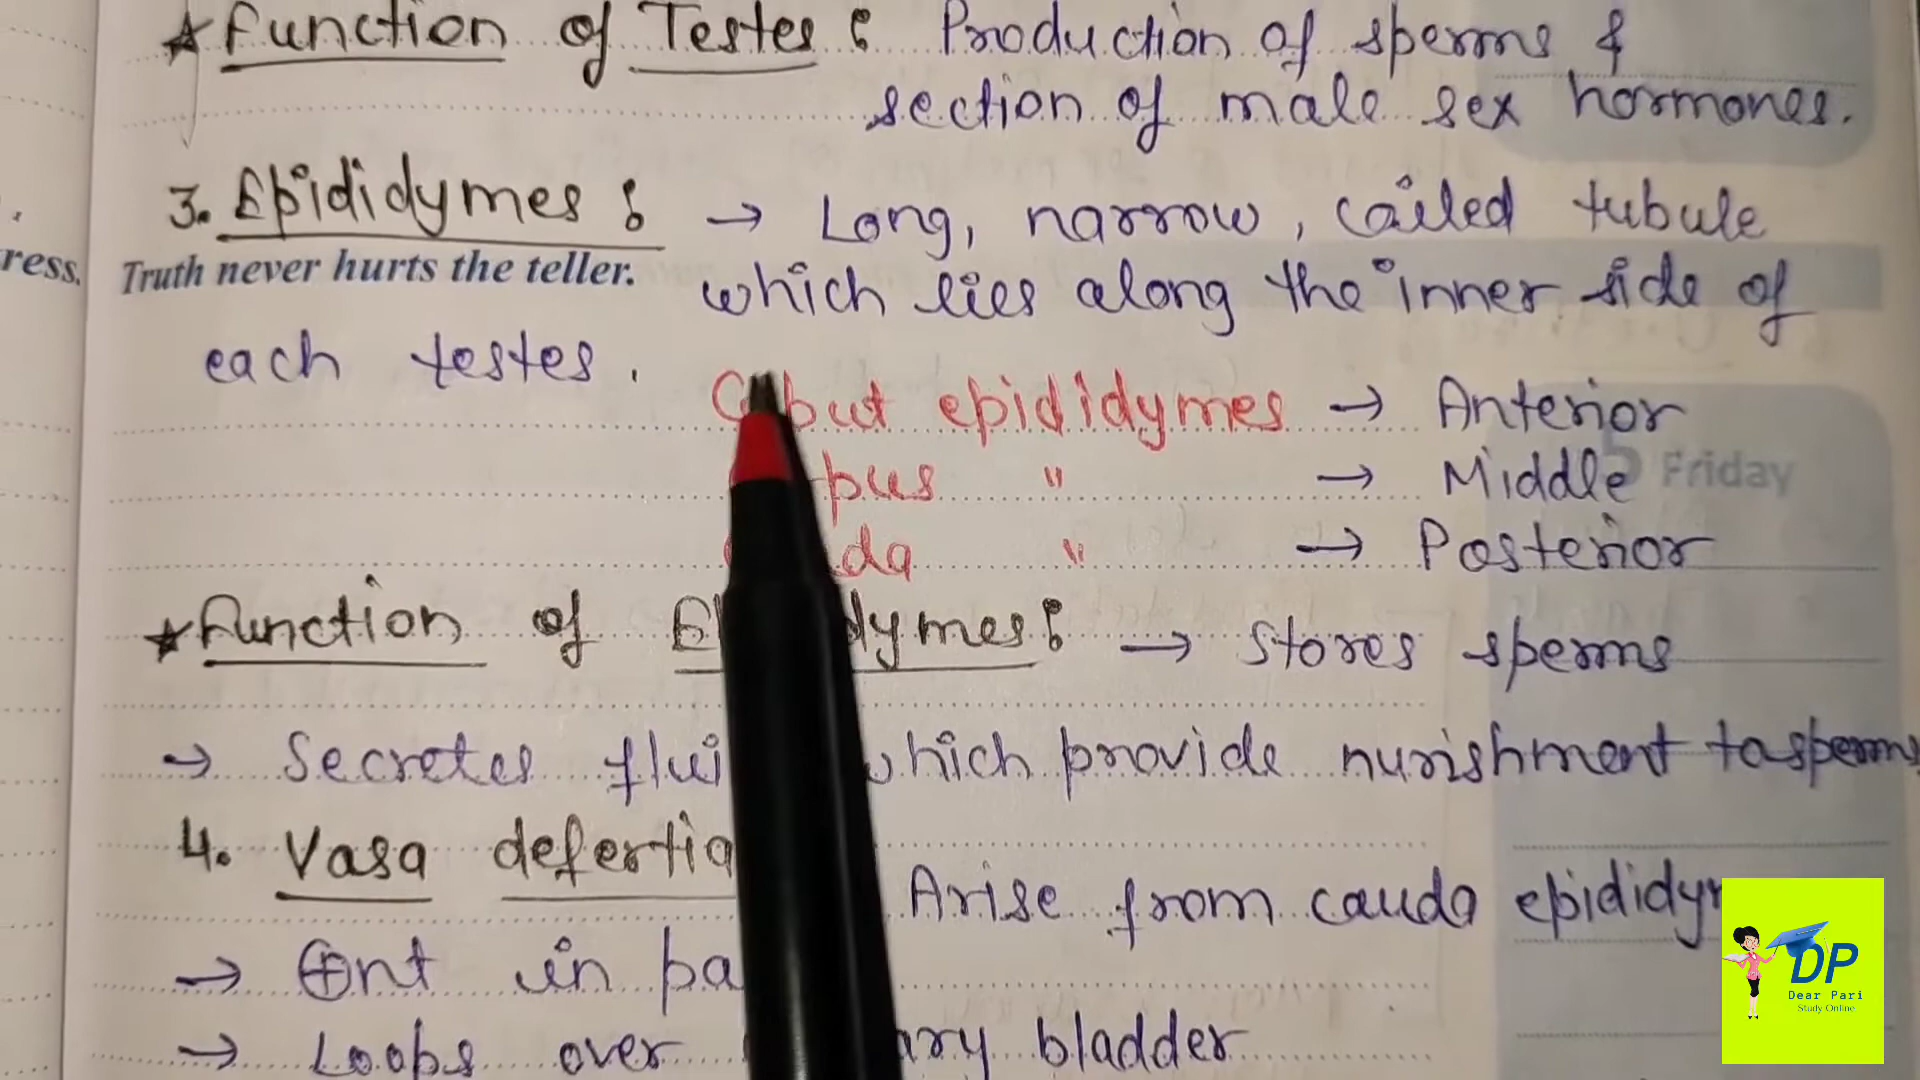 ★ Function of Testes : Production of sperms &
section of male sex hormones.
3. Epididymes : → Long, narrow, coiled tubule
ress. Truth never hurts the teller.
which lies along the inner side of
each testes.
epididymes → Anterior
" → Middle
Friday
" → Posterior
★ Function of : → Stores sperms
→ Secretes which provide nurishment to sperms
4. Vasa
Arise from cauda
→ ⊕nt in
→ Loops over bladder
DP
Dear Pari
Study Online